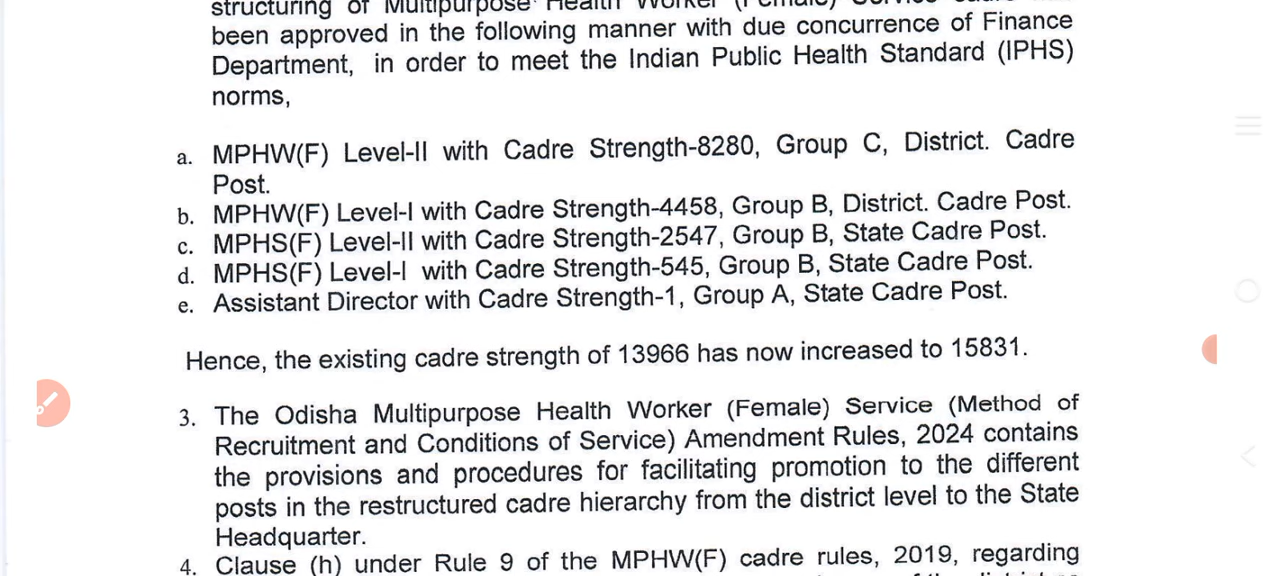 structuring of Multipurpose Health Worker (Female) Service
been approved in the following manner with due concurrence of Finance
Department, in order to meet the Indian Public Health Standard (IPHS)
norms,
a. MPHW(F) Level-II with Cadre Strength-8280, Group C, District. Cadre
Post.
b. MPHW(F) Level-I with Cadre Strength-4458, Group B, District. Cadre Post.
c. MPHS(F) Level-II with Cadre Strength-2547, Group B, State Cadre Post.
d. MPHS(F) Level-I with Cadre Strength-545, Group B, State Cadre Post.
e. Assistant Director with Cadre Strength-1, Group A, State Cadre Post.
Hence, the existing cadre strength of 13966 has now increased to 15831.
3. The Odisha Multipurpose Health Worker (Female) Service (Method of
Recruitment and Conditions of Service) Amendment Rules, 2024 contains
the provisions and procedures for facilitating promotion to the different
posts in the restructured cadre hierarchy from the district level to the State
Headquarter.
4. Clause (h) under Rule 9 of the MPHW(F) cadre rules, 2019, regarding